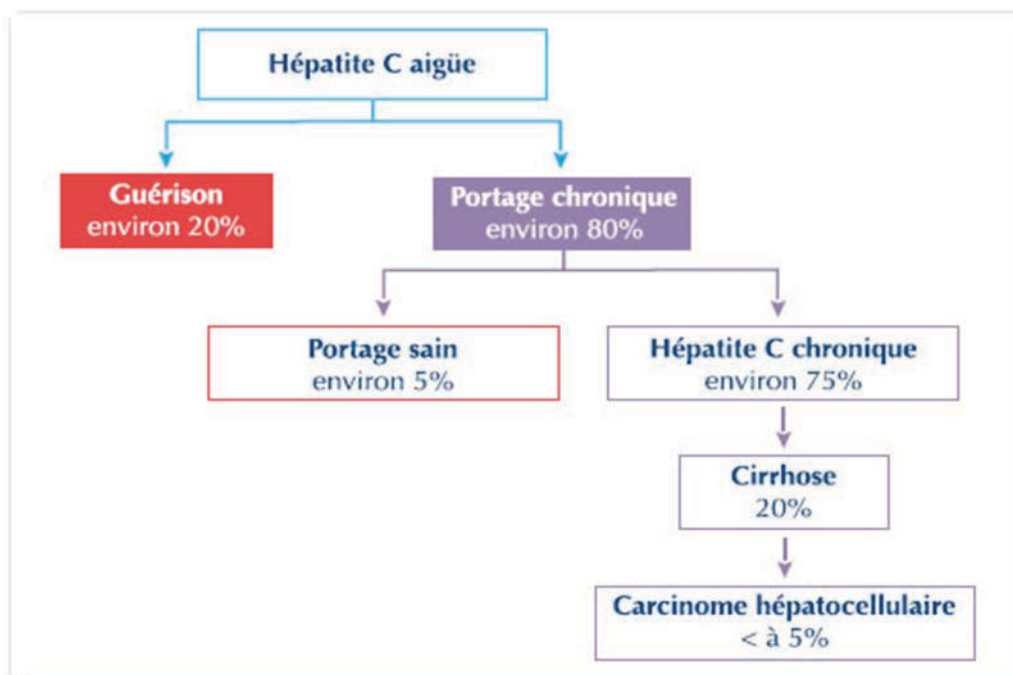 Hépatite C aigüe
Guérison
environ 20%
Portage chronique
environ 80%
Portage sain
environ 5%
Hépatite C chronique
environ 75%
Cirrhose
20%
Carcinome hépatocellulaire
< à 5%